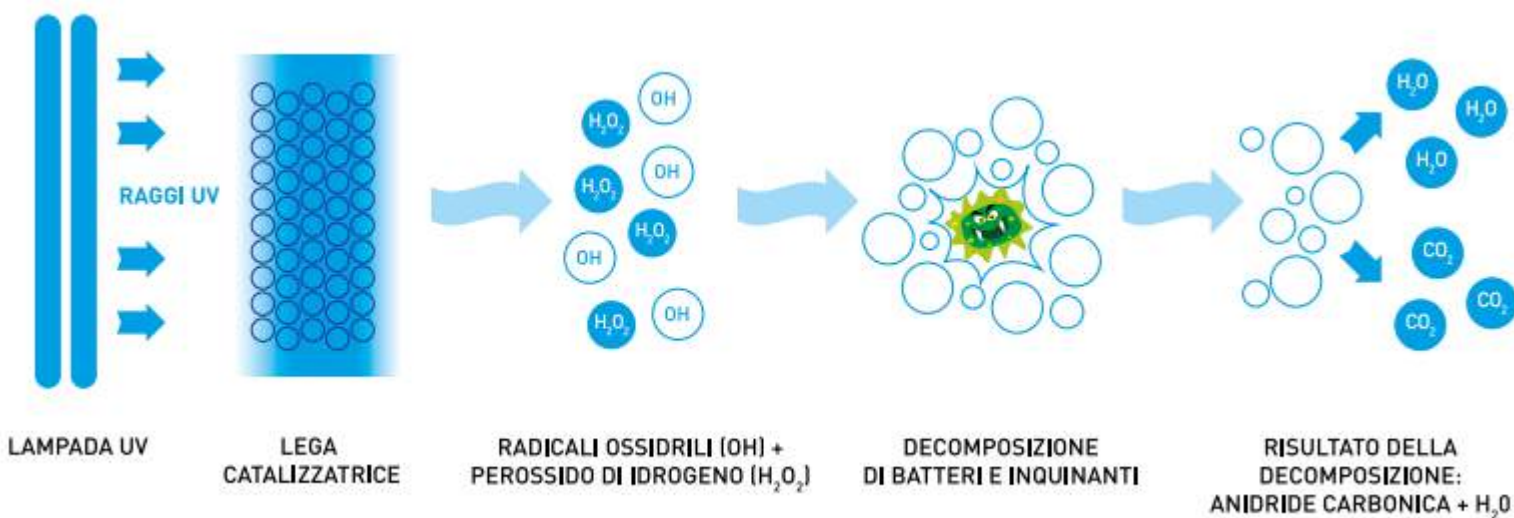 RAGGI UV
H₂O₂
OH
H₂O₂
OH
H₂O₂
OH
H₂O₂
OH
H₂O
H₂O
H₂O
CO₂
CO₂
CO₂
LAMPADA UV
LEGA
CATALIZZATRICE
RADICALI OSSIDRILI (OH) +
PEROSSIDO DI IDROGENO (H₂O₂)
DECOMPOSIZIONE
DI BATTERI E INQUINANTI
RISULTATO DELLA
DECOMPOSIZIONE:
ANIDRIDE CARBONICA + H₂0